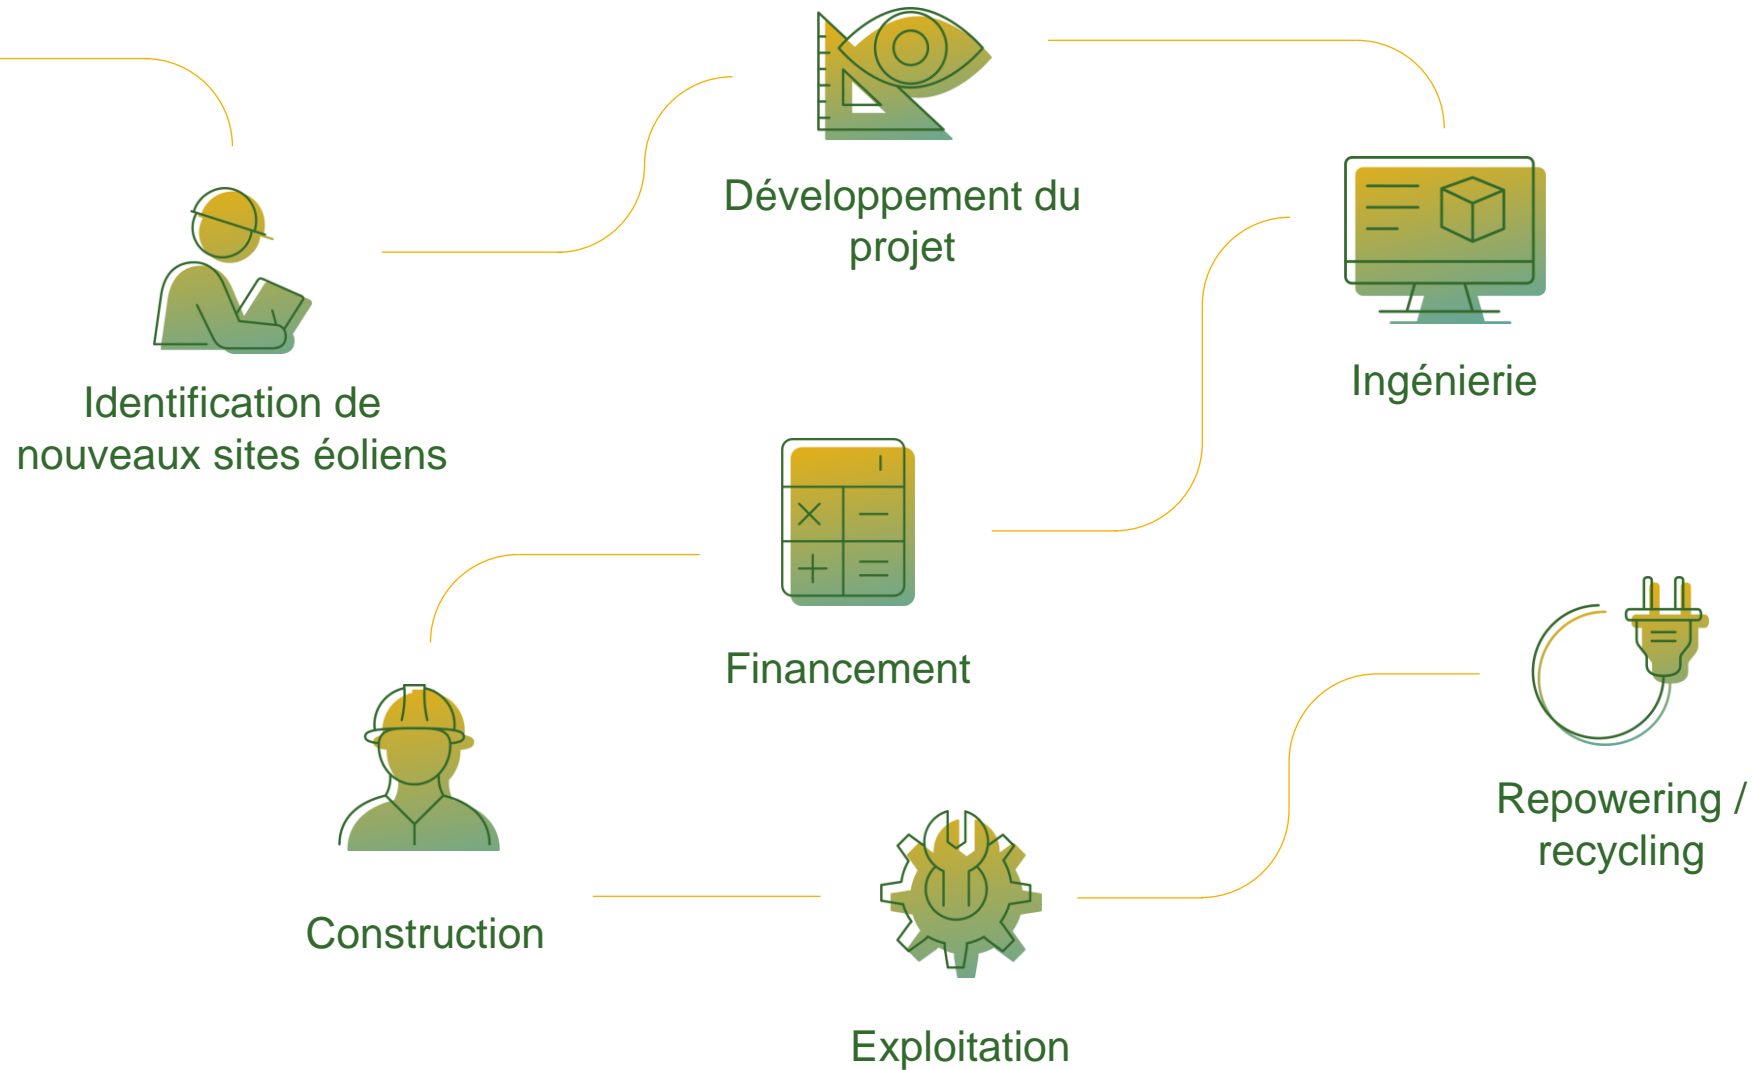 Identification de
nouveaux sites éoliens
Développement du
projet
Ingénierie
Financement
Construction
Exploitation
Repowering /
recycling